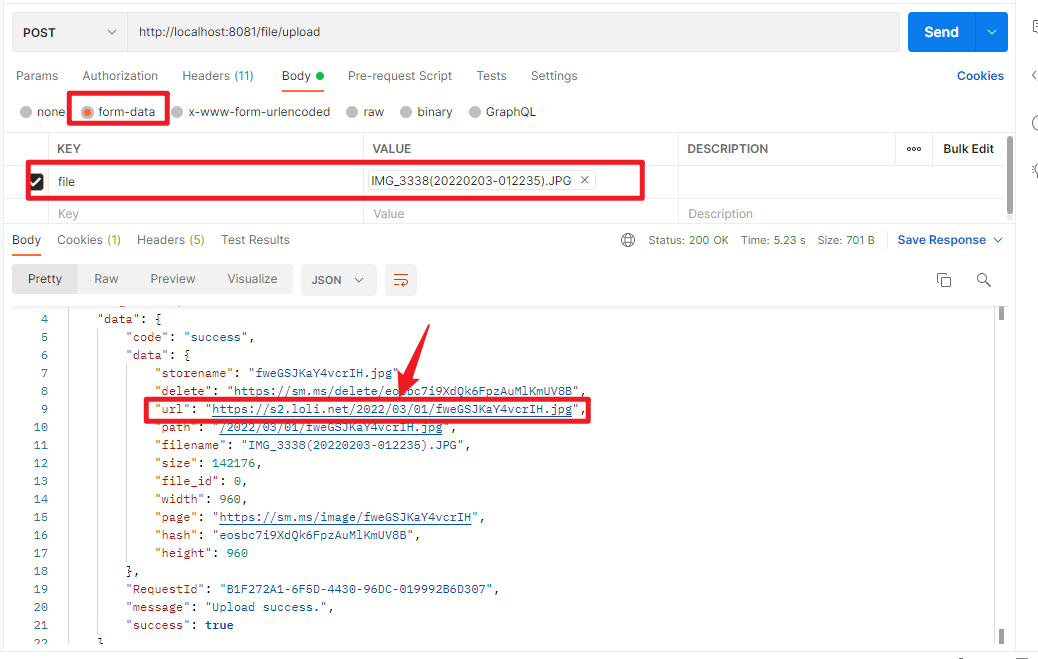 POST http://localhost:8081/file/upload Send
Params Authorization Headers (11) Body Pre-request Script Tests Settings Cookies
none form-data x-www-form-urlencoded raw binary GraphQL
KEY VALUE DESCRIPTION ooo Bulk Edit
file IMG_3338(20220203-012235).JPG ×
Key Value Description
Body Cookies (1) Headers (5) Test Results Status: 200 OK Time: 5.23 s Size: 701 B Save Response
Pretty Raw Preview Visualize JSON
4 "data": {
5 "code": "success",
6 "data": {
7 "storename": "fweGSJKaY4vcrIH.jpg"
8 "delete": "https://sm.ms/delete/eosbc7i9XdQk6FpzAuMlKmUV8B",
9 "url": "https://s2.loli.net/2022/03/01/fweGSJKaY4vcrIH.jpg",
10 "path": "/2022/03/01/fweGSJKaY4vcrIH.jpg",
11 "filename": "IMG_3338(20220203-012235).JPG",
12 "size": 142176,
13 "file_id": 0,
14 "width": 960,
15 "page": "https://sm.ms/image/fweGSJKaY4vcrIH",
16 "hash": "eosbc7i9XdQk6FpzAuMlKmUV8B",
17 "height": 960
18 },
19 "RequestId": "B1F272A1-6F5D-4430-96DC-019992B6D307",
20 "message": "Upload success.",
21 "success": true
22 }